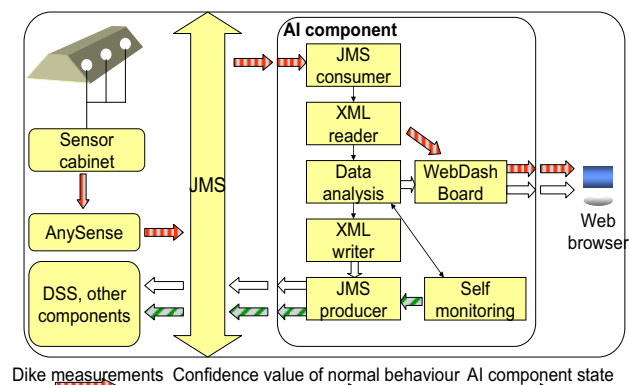 AI component
JMS
consumer
XML
reader
Sensor
cabinet
Data
analysis
WebDash
Board
JMS
AnySense
XML
writer
Web
browser
DSS, other
components
JMS
producer
Self
monitoring
Dike measurements Confidence value of normal behaviour AI component state